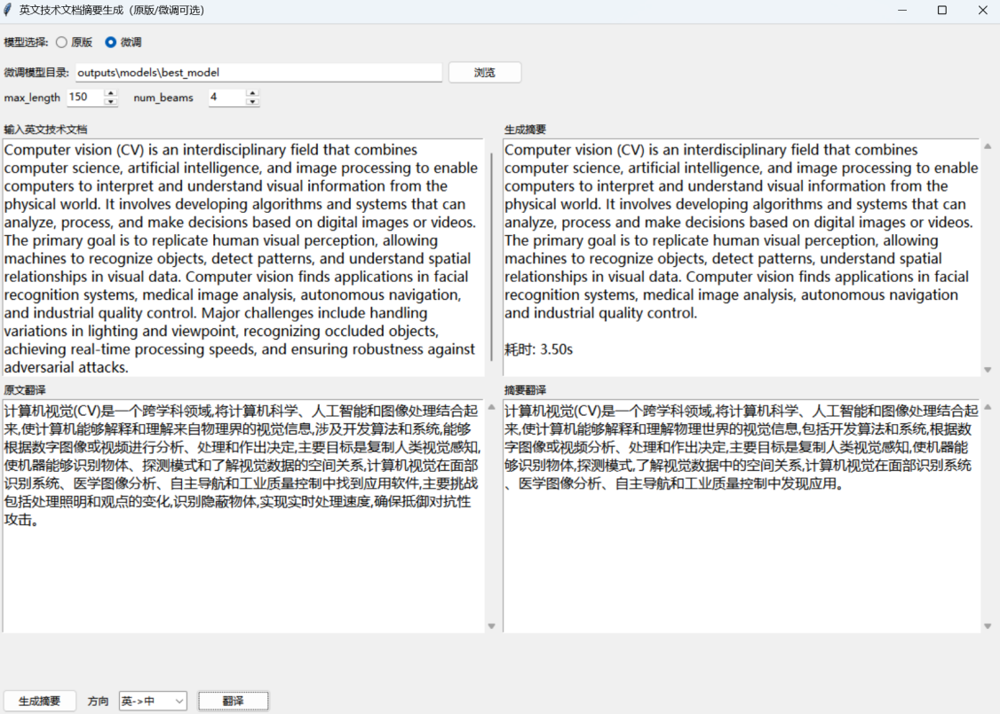 英文技术文档摘要生成（原版/微调可选）
模型选择: 原版 微调
微调模型目录: outputs\models\best_model 浏览
max_length 150 num_beams 4
输入英文技术文档
Computer vision (CV) is an interdisciplinary field that combines
computer science, artificial intelligence, and image processing to enable
computers to interpret and understand visual information from the
physical world. It involves developing algorithms and systems that can
analyze, process, and make decisions based on digital images or videos.
The primary goal is to replicate human visual perception, allowing
machines to recognize objects, detect patterns, and understand spatial
relationships in visual data. Computer vision finds applications in facial
recognition systems, medical image analysis, autonomous navigation,
and industrial quality control. Major challenges include handling
variations in lighting and viewpoint, recognizing occluded objects,
achieving real-time processing speeds, and ensuring robustness against
adversarial attacks.
生成摘要
Computer vision (CV) is an interdisciplinary field that combines
computer science, artificial intelligence, and image processing to enable
computers to interpret and understand visual information from the
physical world. It involves developing algorithms and systems that can
analyze, process and make decisions based on digital images or videos.
The primary goal is to replicate human visual perception, allowing
machines to recognize objects, detect patterns, understand spatial
relationships in visual data. Computer vision finds applications in facial
recognition systems, medical image analysis, autonomous navigation
and industrial quality control.
耗时: 3.50s
原文翻译
计算机视觉(CV)是一个跨学科领域,将计算机科学、人工智能和图像处理结合起
来,使计算机能够解释和理解来自物理界的视觉信息,涉及开发算法和系统,能够
根据数字图像或视频进行分析、处理和作出决定,主要目标是复制人类视觉感知,
使机器能够识别物体、探测模式和了解视觉数据的空间关系,计算机视觉在面部
识别系统、医学图像分析、自主导航和工业质量控制中找到应用软件,主要挑战
包括处理照明和观点的变化,识别隐蔽物体,实现实时处理速度,确保抵御对抗性
攻击。
摘要翻译
计算机视觉(CV)是一个跨学科领域,将计算机科学、人工智能和图像处理结合起
来,使计算机能够解释和理解物理世界的视觉信息,包括开发算法和系统,根据数
字图像或视频分析、处理和作出决定,主要目标是复制人类视觉感知,使机器能
够识别物体,探测模式,了解视觉数据中的空间关系,计算机视觉在面部识别系统
、医学图像分析、自主导航和工业质量控制中发现应用。
生成摘要 方向 英->中 翻译